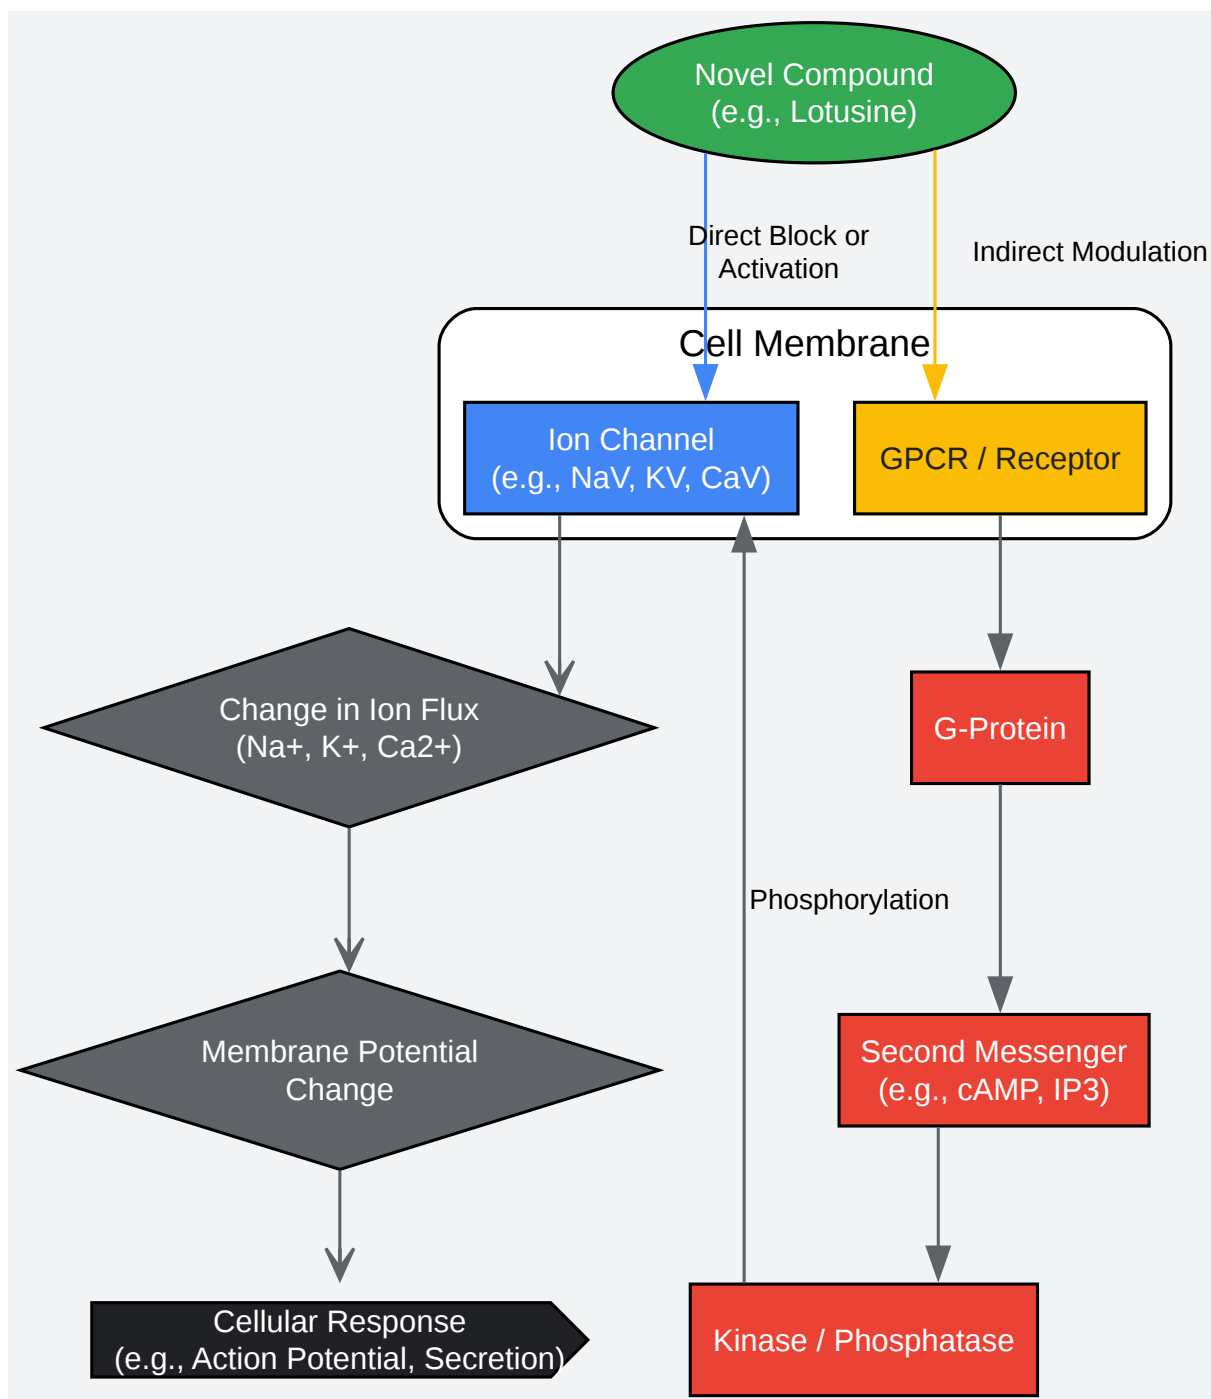 Novel Compound
(e.g., Lotusine)
Direct Block or
Activation
Indirect Modulation
Cell Membrane
Ion Channel
(e.g., NaV, KV, CaV)
GPCR / Receptor
Change in Ion Flux
(Na+, K+, Ca2+)
G-Protein
Phosphorylation
Membrane Potential
Change
Second Messenger
(e.g., cAMP, IP3)
Cellular Response
(e.g., Action Potential, Secretion)
Kinase / Phosphatase